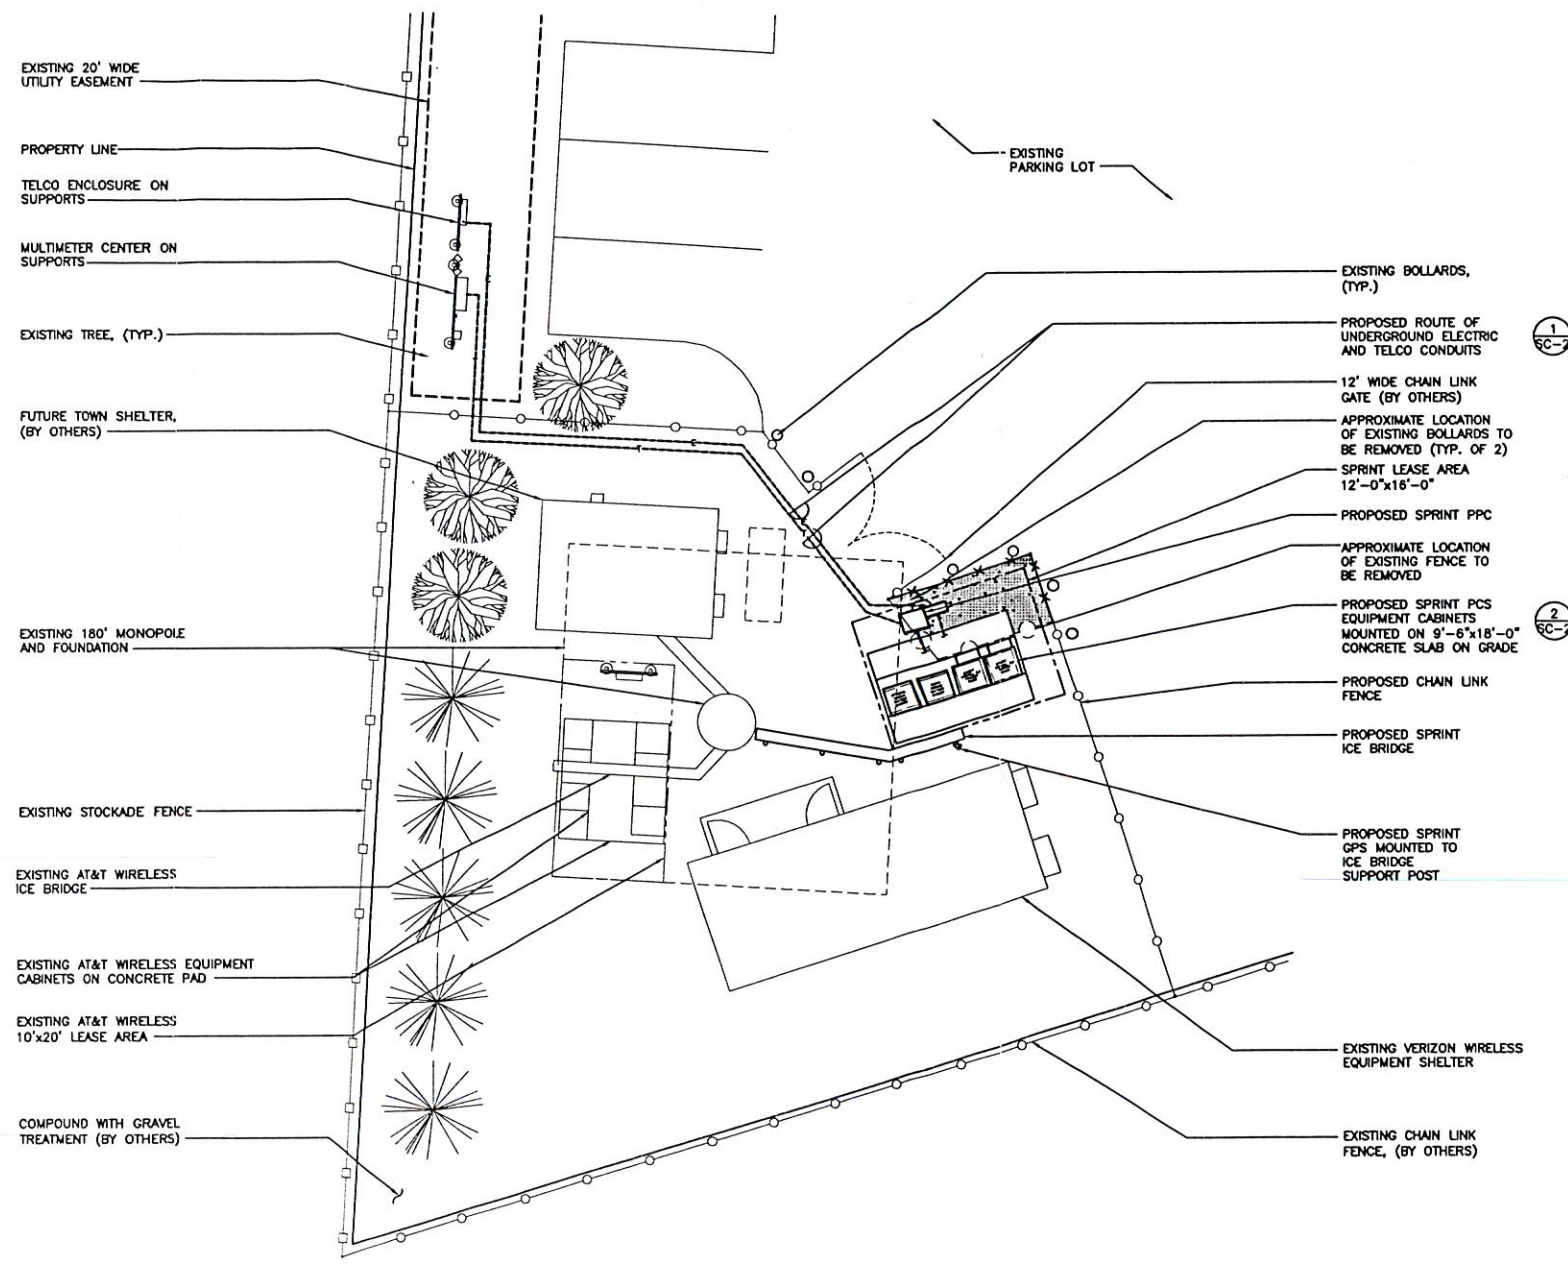 EXISTING 20' WIDE
UTILITY EASEMENT
PROPERTY LINE
TELCO ENCLOSURE ON
SUPPORTS
MULTIMETER CENTER ON
SUPPORTS
EXISTING TREE, (TYP.)
FUTURE TOWN SHELTER,
(BY OTHERS)
EXISTING 180' MONOPOLE
AND FOUNDATION
EXISTING STOCKADE FENCE
EXISTING AT&T WIRELESS
ICE BRIDGE
EXISTING AT&T WIRELESS EQUIPMENT
CABINETS ON CONCRETE PAD
EXISTING AT&T WIRELESS
10'x20' LEASE AREA
COMPOUND WITH GRAVEL
TREATMENT (BY OTHERS)
EXISTING
PARKING LOT
E
T
EXISTING BOLLARDS,
(TYP.)
PROPOSED ROUTE OF
UNDERGROUND ELECTRIC
AND TELCO CONDUITS
1
SC-2
12' WIDE CHAIN LINK
GATE (BY OTHERS)
APPROXIMATE LOCATION
OF EXISTING BOLLARDS TO
BE REMOVED (TYP. OF 2)
SPRINT LEASE AREA
12'-0"x16'-0"
PROPOSED SPRINT PPC
APPROXIMATE LOCATION
OF EXISTING FENCE TO
BE REMOVED
PROPOSED SPRINT PCS
EQUIPMENT CABINETS
MOUNTED ON 9'-6"x18'-0"
CONCRETE SLAB ON GRADE
2
SC-2
PROPOSED CHAIN LINK
FENCE
PROPOSED SPRINT
ICE BRIDGE
PROPOSED SPRINT
GPS MOUNTED TO
ICE BRIDGE
SUPPORT POST
EXISTING VERIZON WIRELESS
EQUIPMENT SHELTER
EXISTING CHAIN LINK
FENCE, (BY OTHERS)